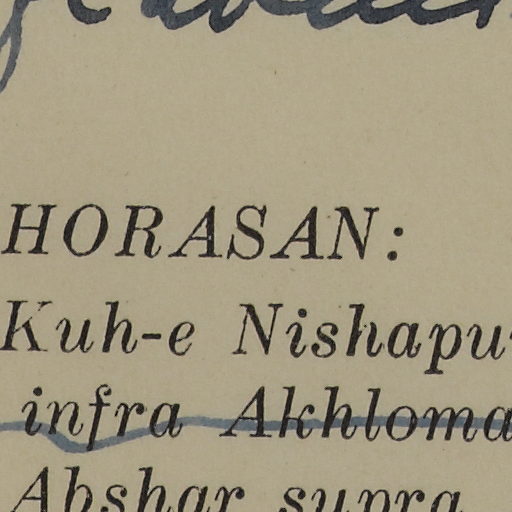 HORASAN:
Kuh-e Nishapu
infra Akhloma
Abshar supra